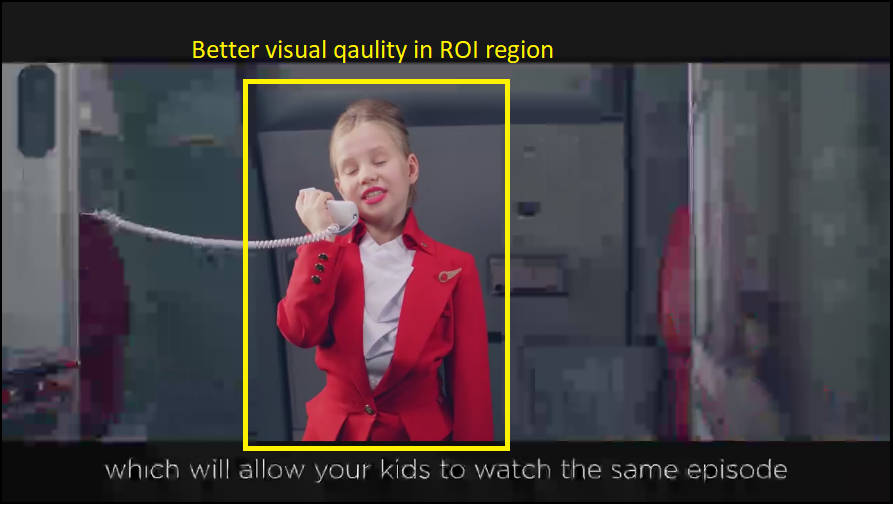 Better visual qaulity in ROI region
which will allow your kids to watch the same episode